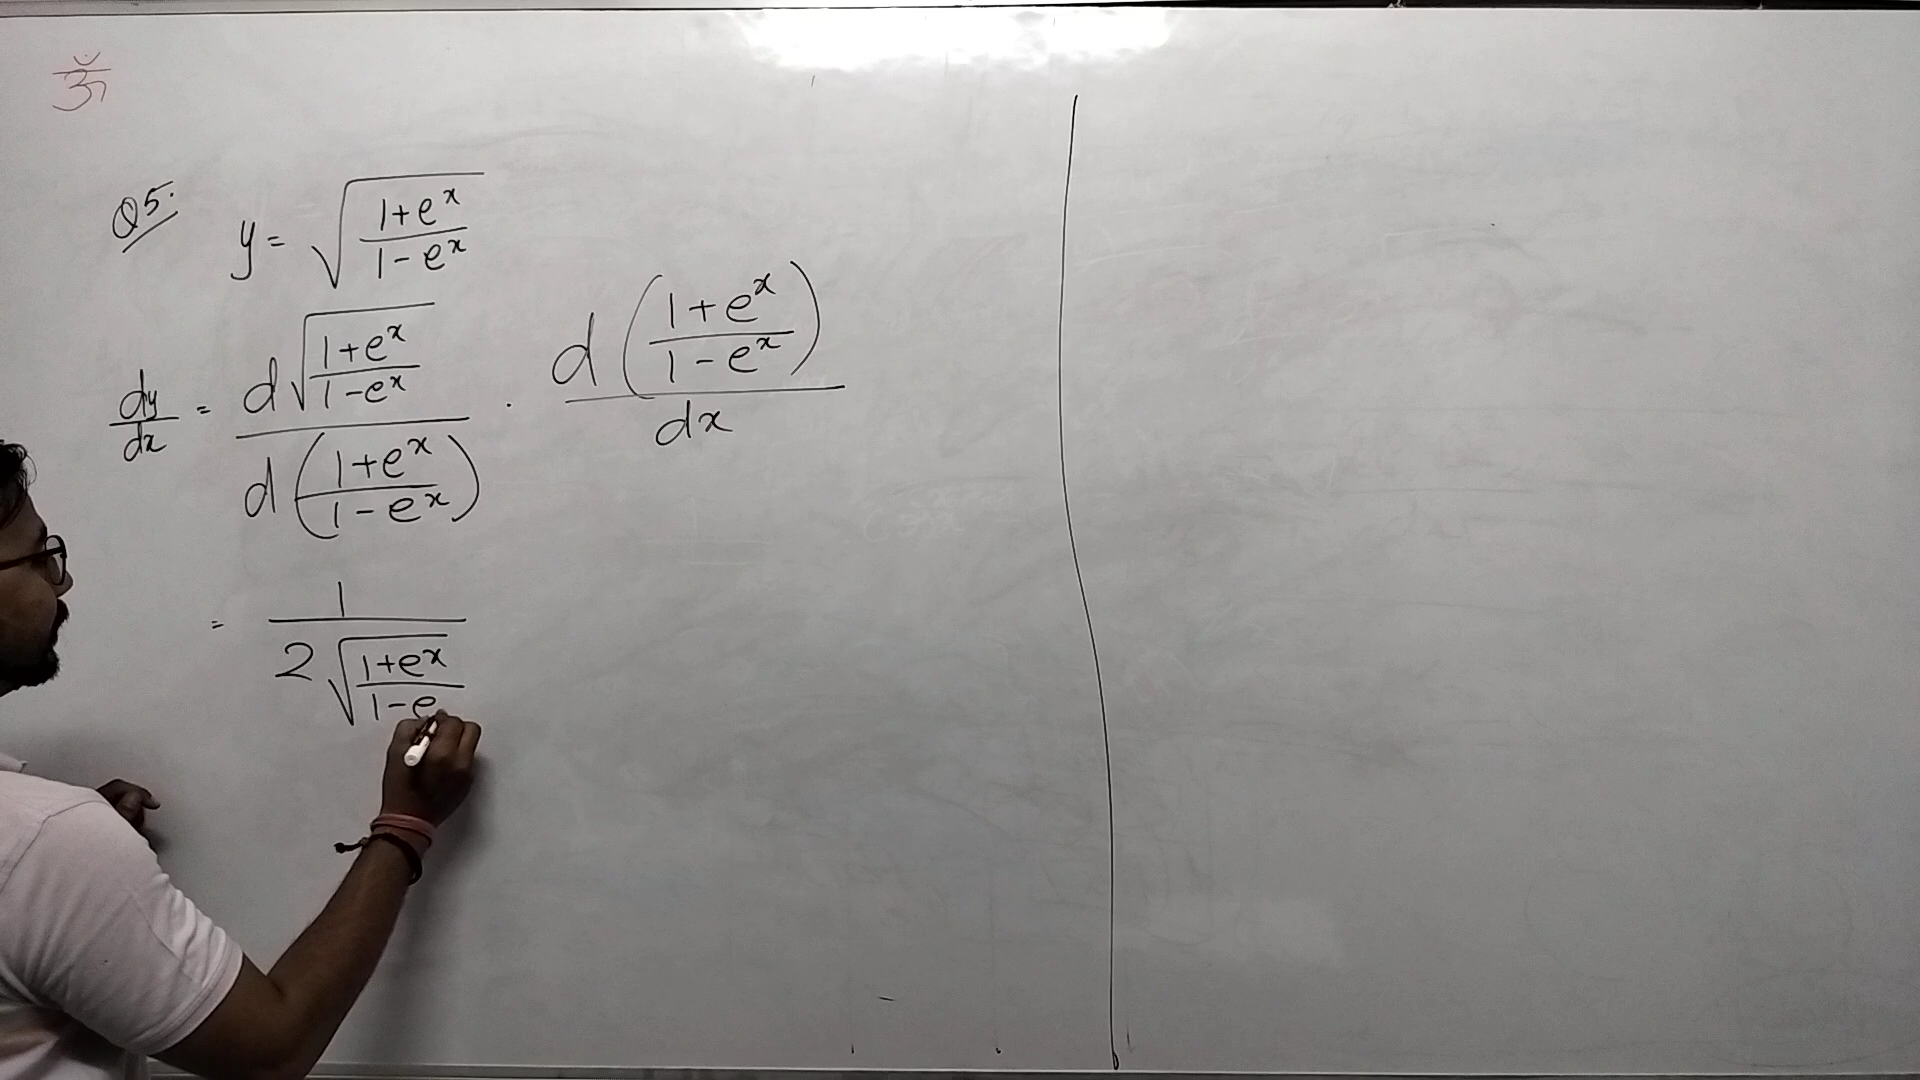 ॐ
Q5. y = √((1+e^x)/(1-e^x))
dy/dx = d√((1+e^x)/(1-e^x)) / d((1+e^x)/(1-e^x)) · d((1+e^x)/(1-e^x)) / dx
= 1 / 2√((1+e^x)/(1-e